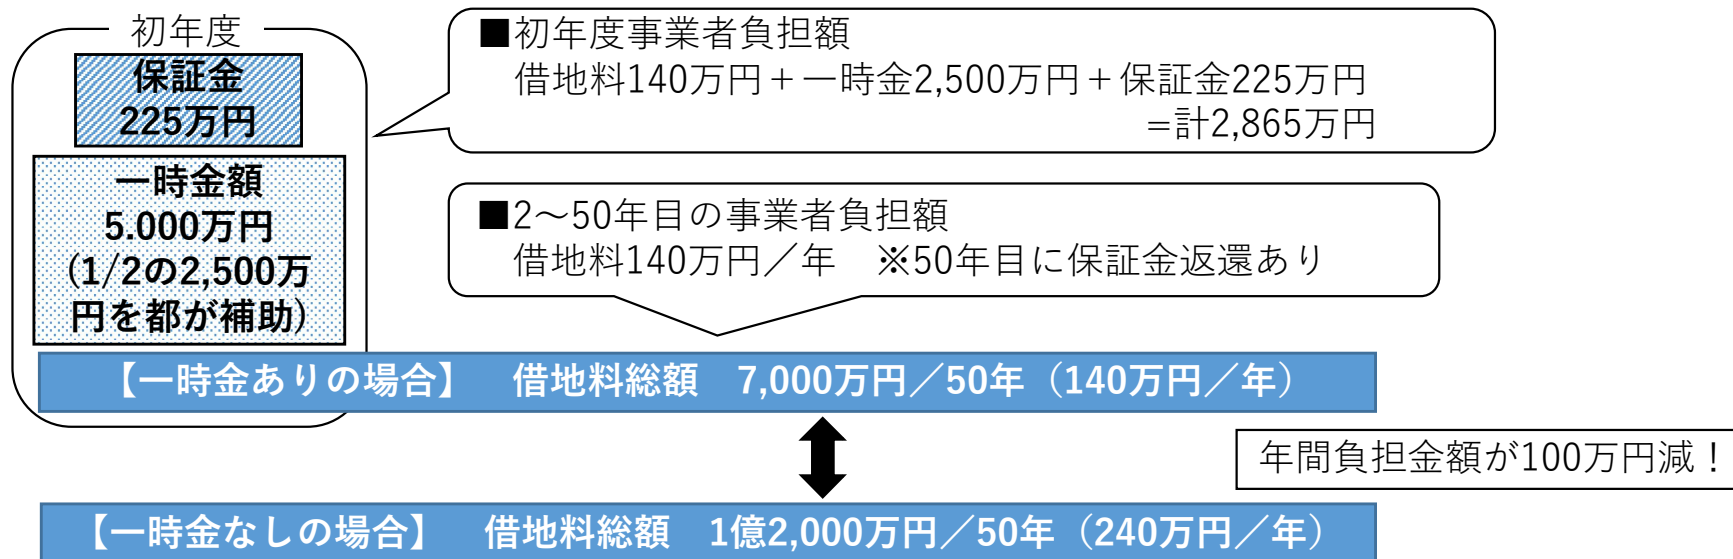 初年度
保証金
225万円
一時金額
5.000万円
(1/2の2,500万
円を都が補助)
■初年度事業者負担額
借地料140万円＋一時金2,500万円＋保証金225万円
=計2,865万円
■2～50年目の事業者負担額
借地料140万円／年　※50年目に保証金返還あり
【一時金ありの場合】　借地料総額　7,000万円／50年（140万円／年）
年間負担金額が100万円減！
【一時金なしの場合】　借地料総額　1億2,000万円／50年（240万円／年）